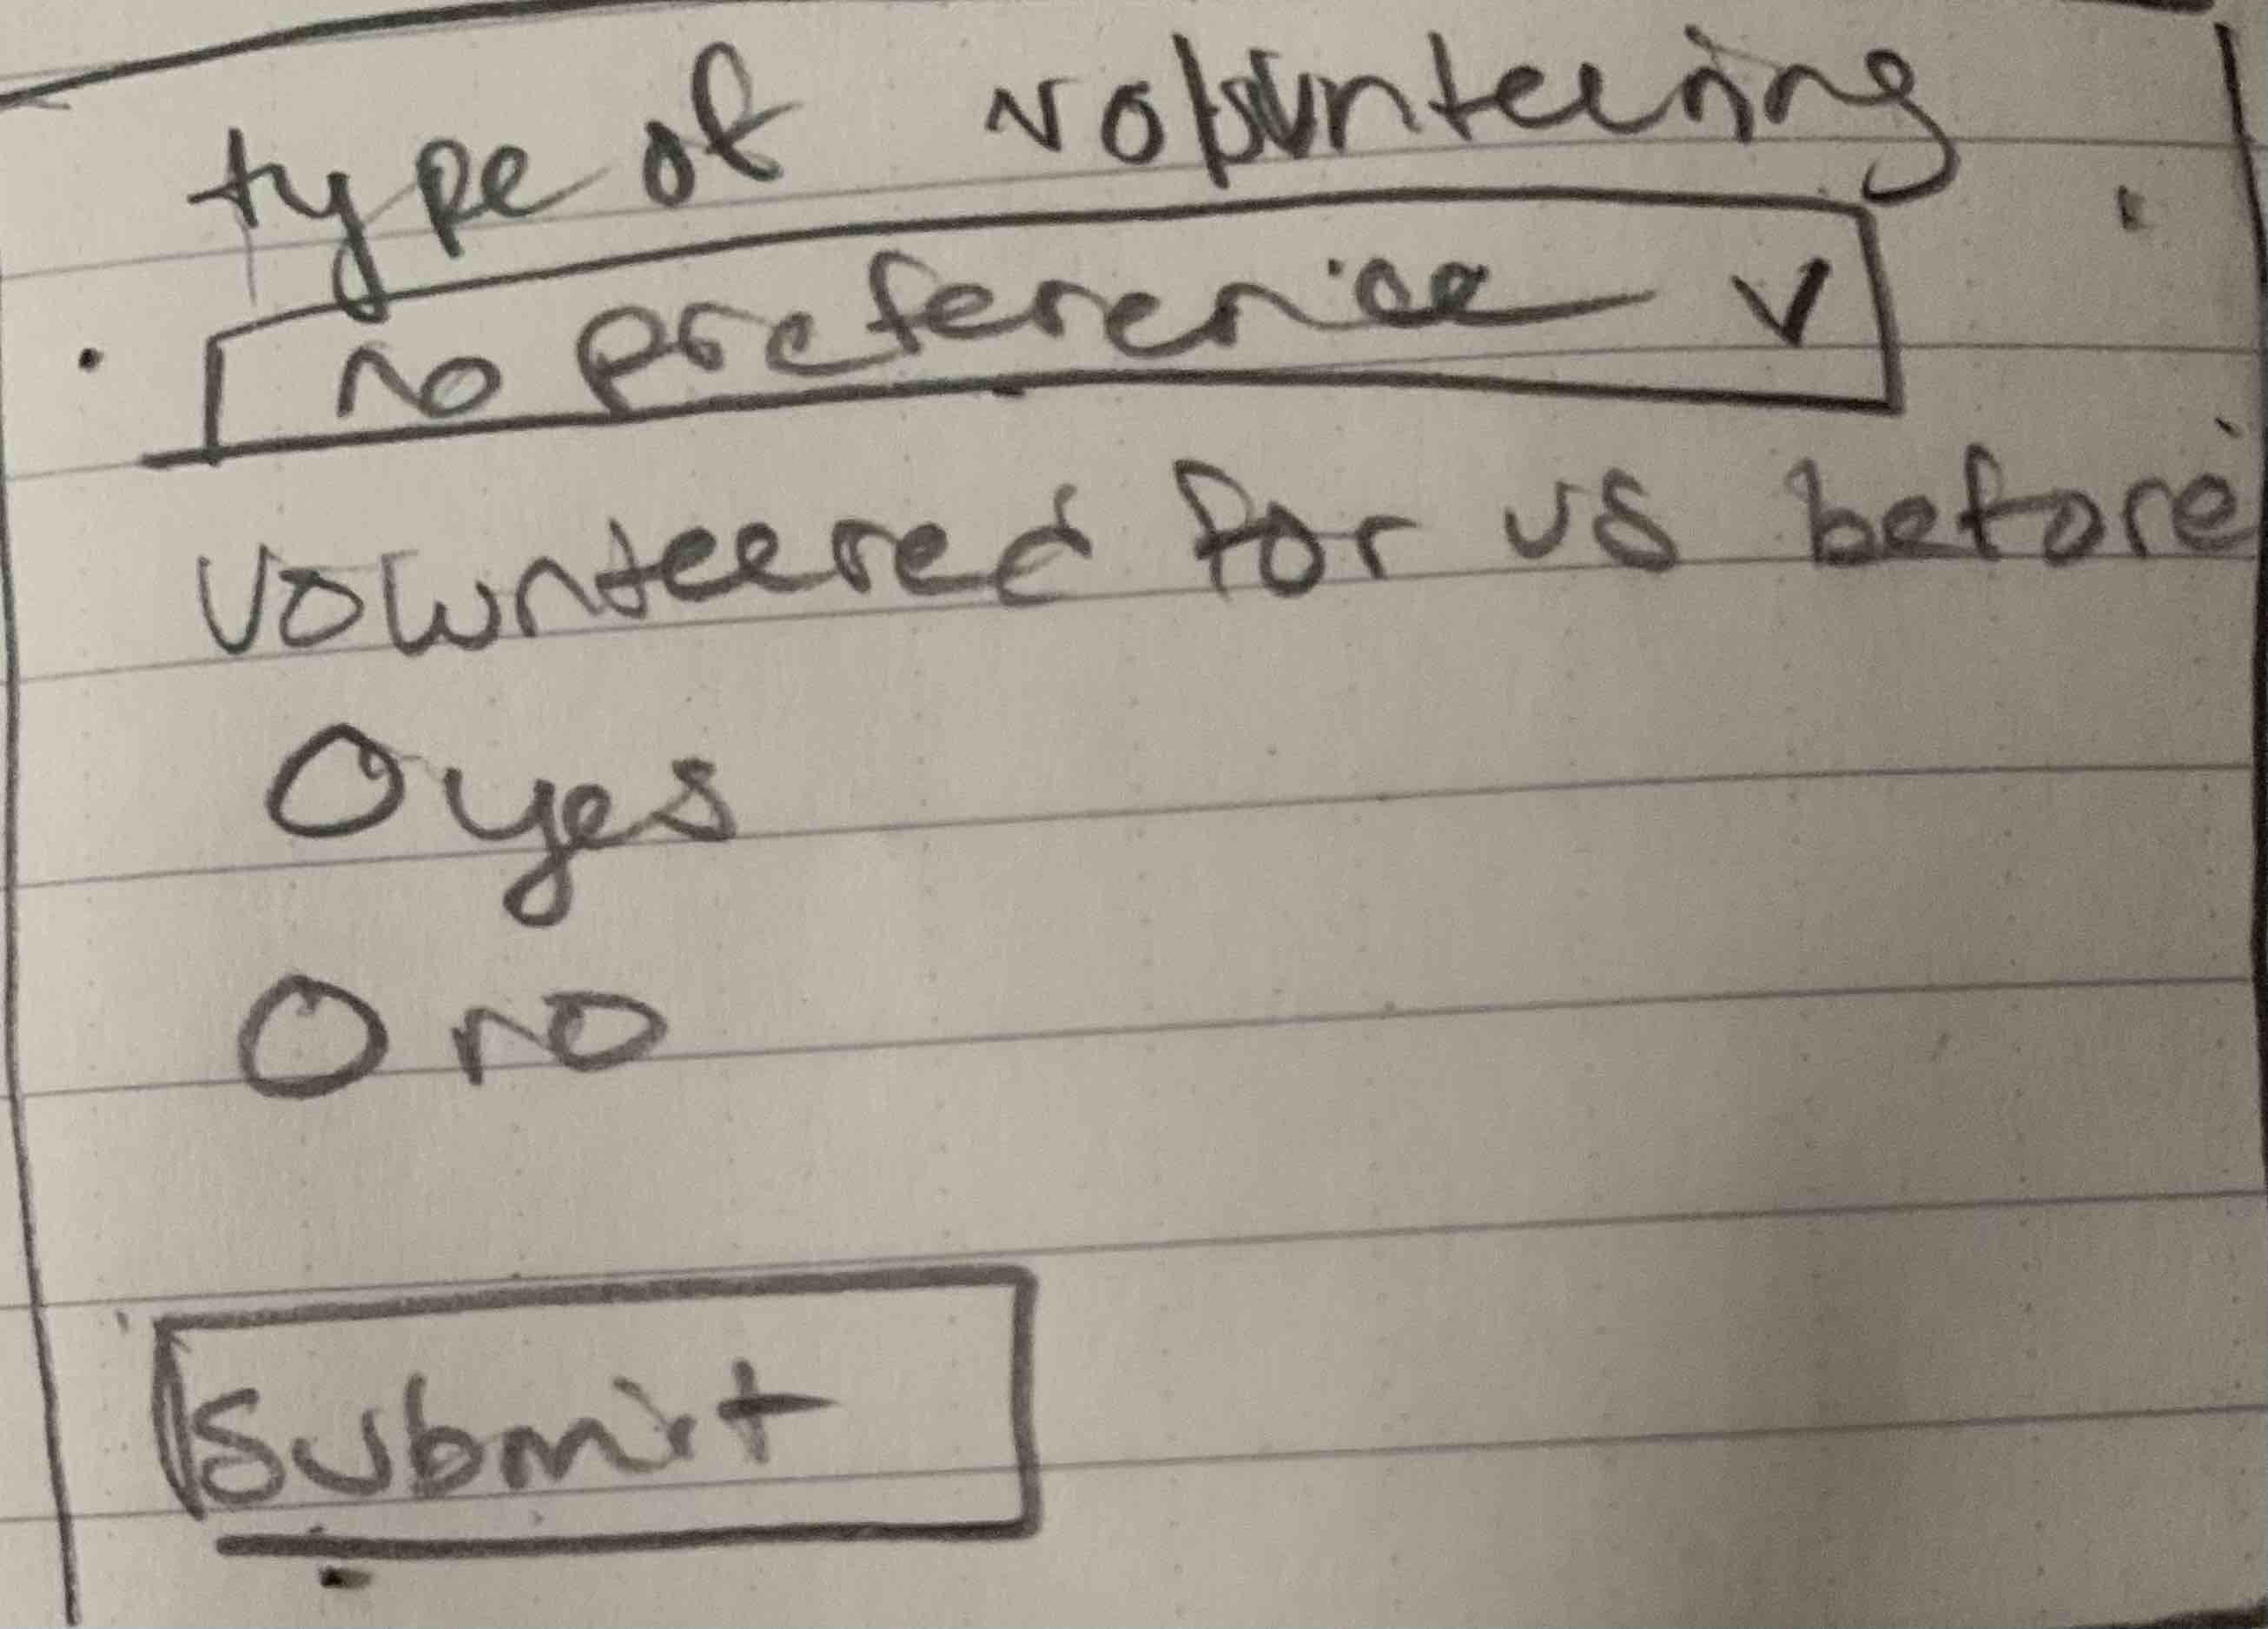 type of volunteering
no preference v
volunteered for us before
O yes
O no
Submit